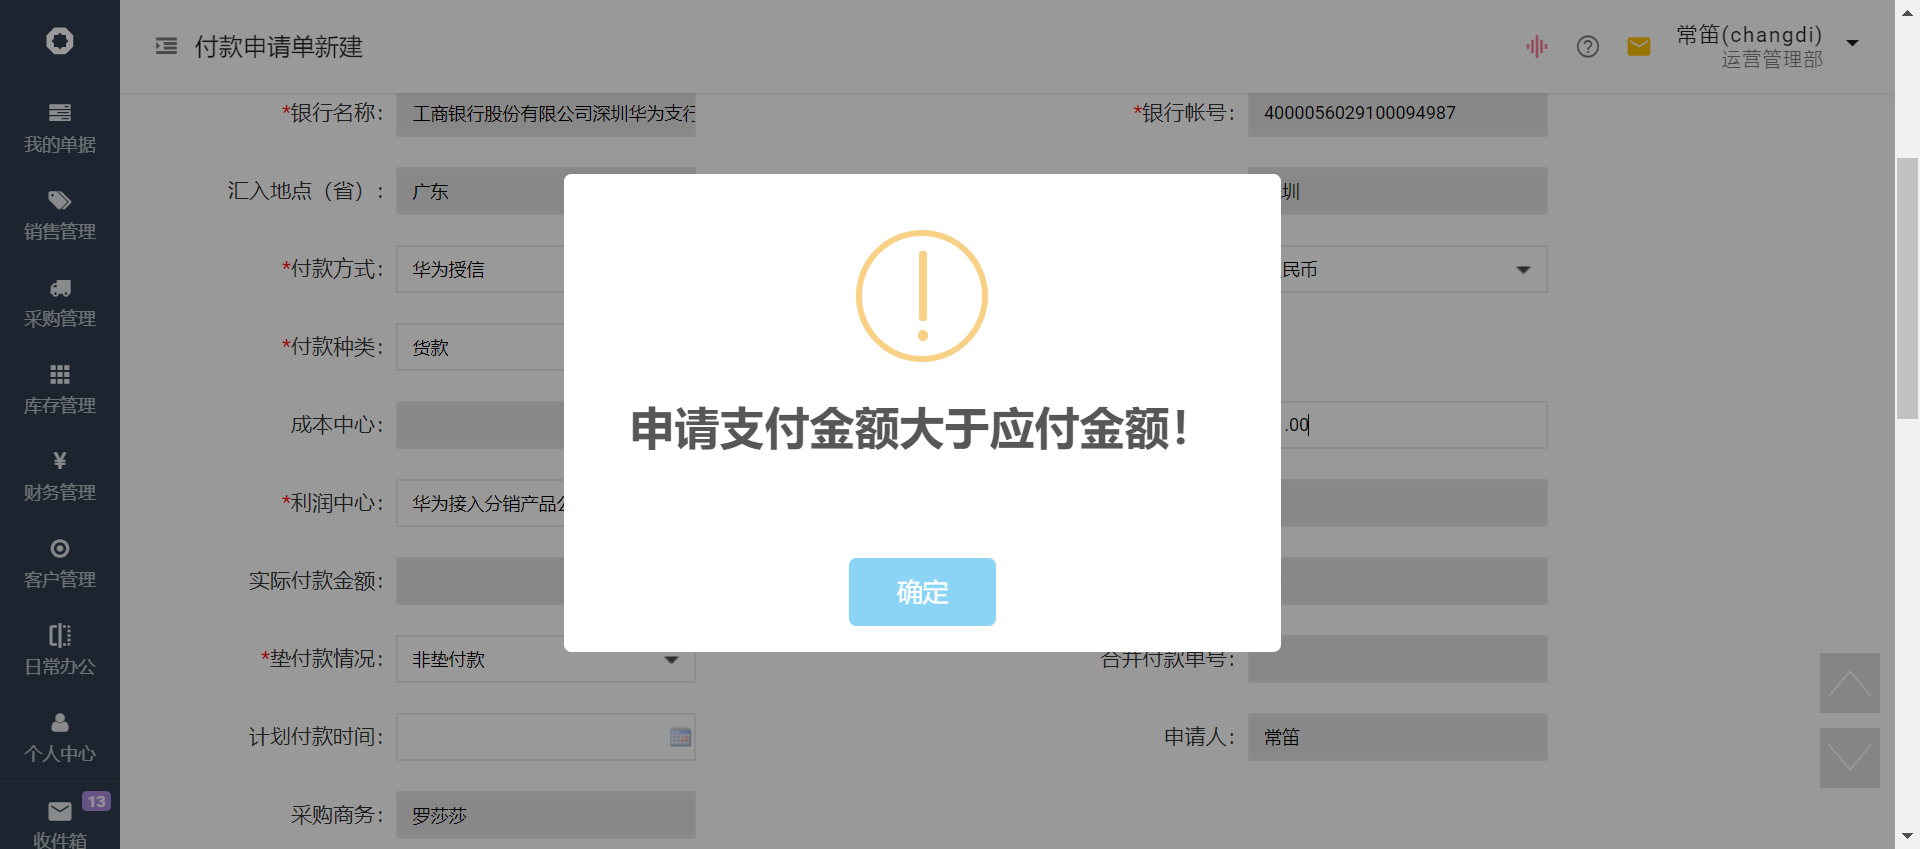 付款申请单新建
常笛(changdi)
运营管理部
我的单据
销售管理
采购管理
库存管理
财务管理
客户管理
日常办公
个人中心
13
收件箱
*银行名称：
工商银行股份有限公司深圳华为支行
*银行帐号：
4000056029100094987
汇入地点（省）：
广东
圳
*付款方式：
华为授信
民币
*付款种类：
货款
成本中心：
.00
*利润中心：
华为接入分销产品
实际付款金额：
*垫付款情况：
非垫付款
合并付款单号：
计划付款时间：
申请人：
常笛
采购商务：
罗莎莎
申请支付金额大于应付金额！
确定